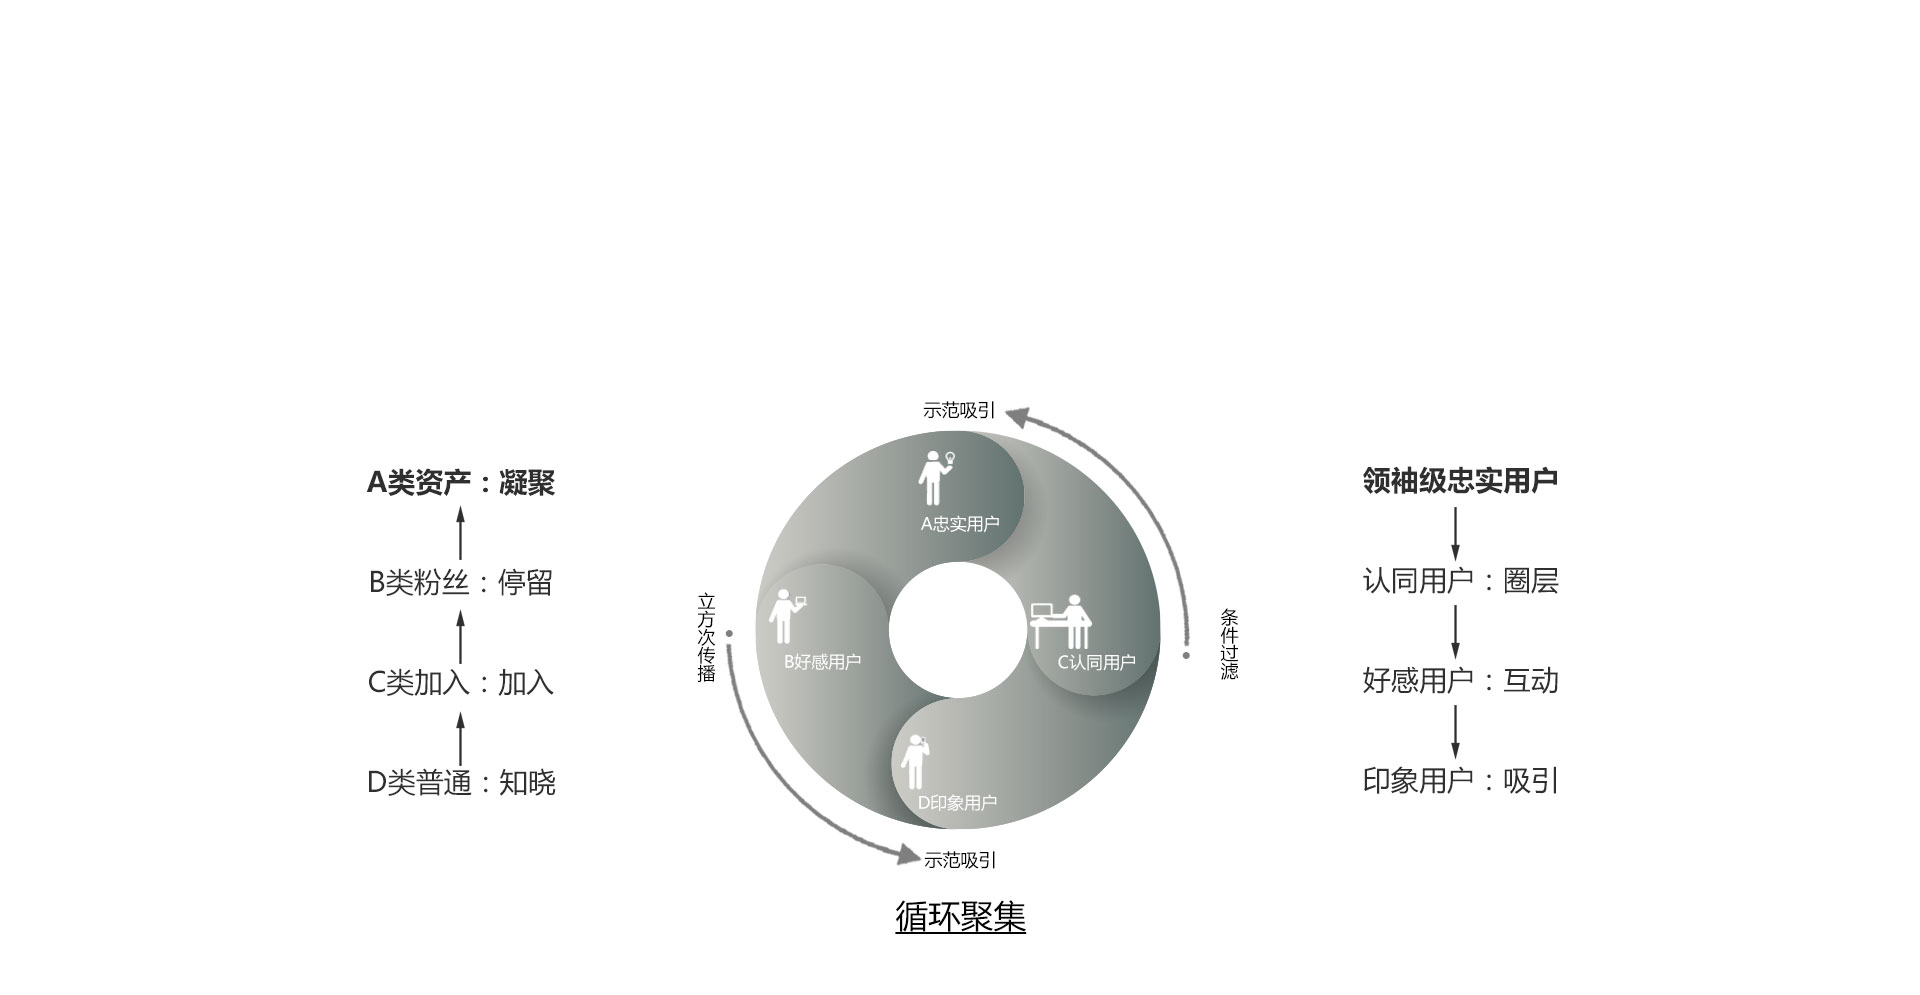 A类资产：凝聚
B类粉丝：停留
C类加入：加入
D类普通：知晓
示范吸引
A忠实用户
B好感用户
C认同用户
D印象用户
立方次传播
条件过滤
示范吸引
循环聚集
领袖级忠实用户
认同用户：圈层
好感用户：互动
印象用户：吸引